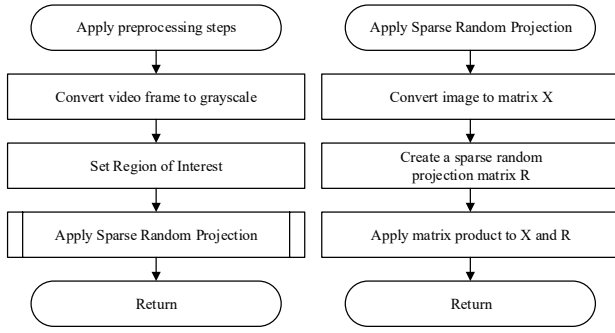 Apply preprocessing steps
Convert video frame to grayscale
Set Region of Interest
Apply Sparse Random Projection
Return
Apply Sparse Random Projection
Convert image to matrix X
Create a sparse random
projection matrix R
Apply matrix product to X and R
Return